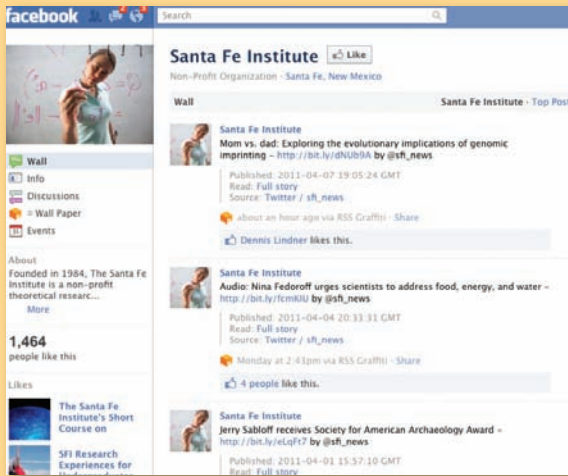 facebook
2
3
Search
Santa Fe Institute
Like
Non-Profit Organization · Santa Fe, New Mexico
Wall
Santa Fe Institute · Top Post
Wall
Info
Discussions
= Wall Paper
Events
31
About
Founded in 1984, The Santa Fe
Institute is a non-profit
theoretical researc...
More
1,464
people like this
Likes
The Santa Fe
Institute's Short
Course on
SFI Research
Experiences for
Santa Fe Institute
Mom vs. dad: Exploring the evolutionary implications of genomic
imprinting – http://bit.ly/dNUb9A by @sfi_news
Published: 2011-04-07 19:05:24 GMT
Read: Full story
Source: Twitter / sfi_news
about an hour ago via RSS Graffiti · Share
Dennis Lindner likes this.
Santa Fe Institute
Audio: Nina Fedoroff urges scientists to address food, energy, and water –
http://bit.ly/fcmKIU by @sfi_news
Published: 2011-04-04 20:33:31 GMT
Read: Full story
Source: Twitter / sfi_news
Monday at 2:43pm via RSS Graffiti · Share
4 people like this.
Santa Fe Institute
Jerry Sabloff receives Society for American Archaeology Award –
http://bit.ly/eLqFt7 by @sfi_news
Published: 2011-04-01 15:57:10 GMT
Read: Full story